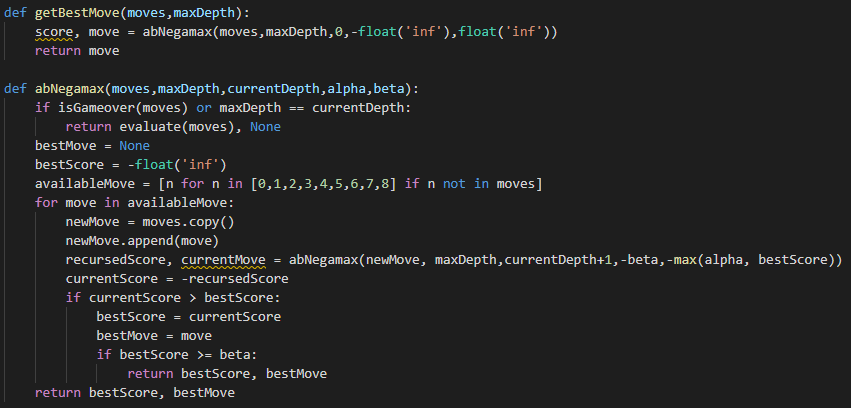 def getBestMove(moves,maxDepth):
    score, move = abNegamax(moves,maxDepth,0,-float('inf'),float('inf'))
    return move

def abNegamax(moves,maxDepth,currentDepth,alpha,beta):
    if isGameover(moves) or maxDepth == currentDepth:
        return evaluate(moves), None
    bestMove = None
    bestScore = -float('inf')
    availableMove = [n for n in [0,1,2,3,4,5,6,7,8] if n not in moves]
    for move in availableMove:
        newMove = moves.copy()
        newMove.append(move)
        recursedScore, currentMove = abNegamax(newMove, maxDepth,currentDepth+1,-beta,-max(alpha, bestScore))
        currentScore = -recursedScore
        if currentScore > bestScore:
            bestScore = currentScore
            bestMove = move
            if bestScore >= beta:
                return bestScore, bestMove
    return bestScore, bestMove